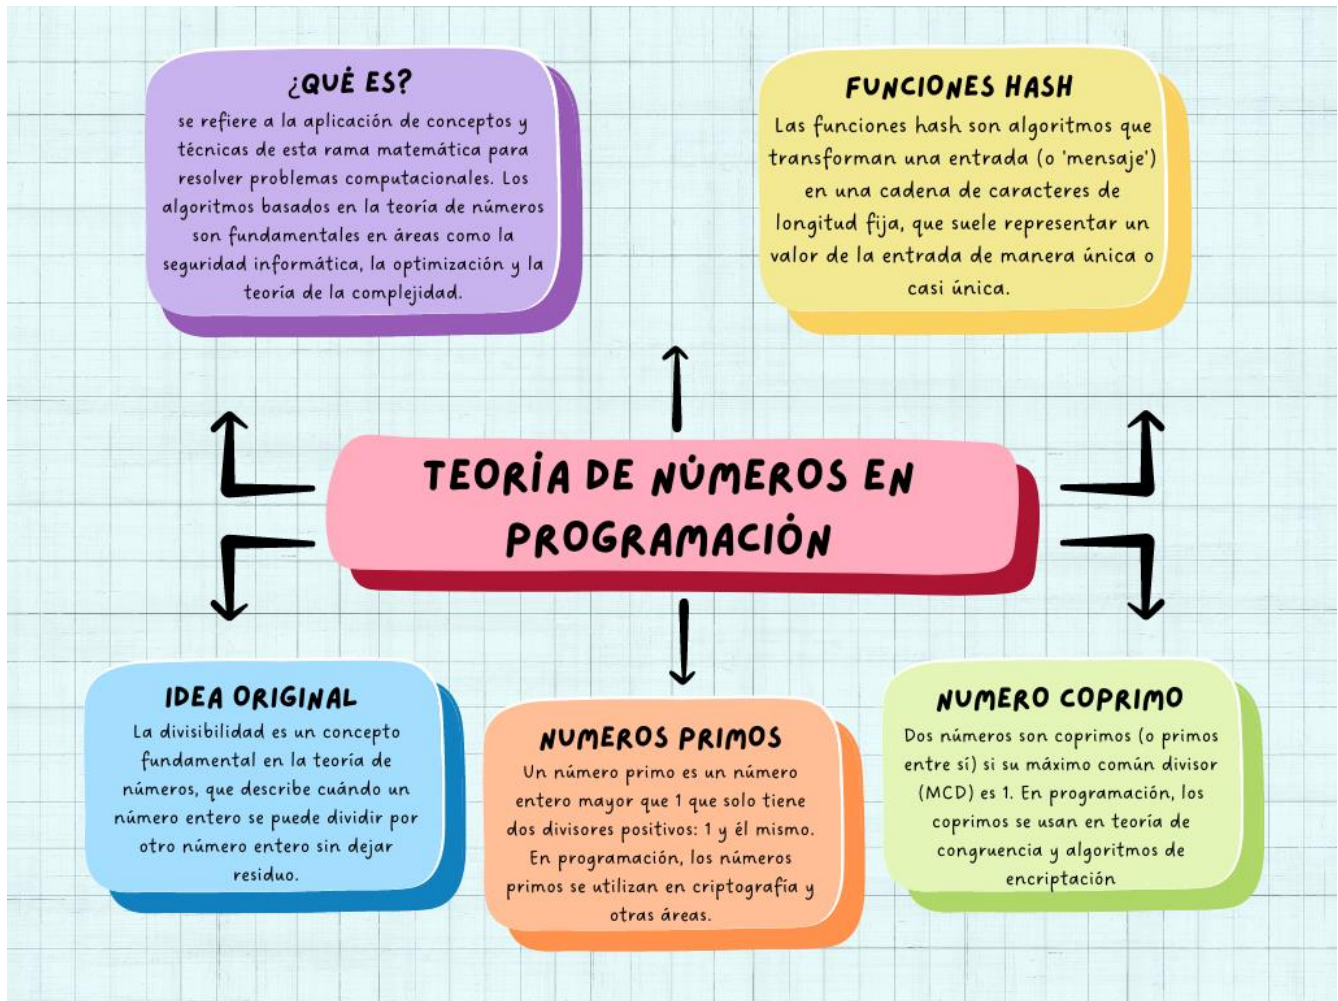 ¿QUÉ ES?
se refiere a la aplicación de conceptos y
técnicas de esta rama matemática para
resolver problemas computacionales. Los
algoritmos basados en la teoría de números
son fundamentales en áreas como la
seguridad informática, la optimización y la
teoría de la complejidad.
FUNCIONES HASH
Las funciones hash son algoritmos que
transforman una entrada (o 'mensaje')
en una cadena de caracteres de
longitud fija, que suele representar un
valor de la entrada de manera única o
casi única.
TEORÍA DE NÚMEROS EN
PROGRAMACIÓN
IDEA ORIGINAL
La divisibilidad es un concepto
fundamental en la teoría de
números, que describe cuándo un
número entero se puede dividir por
otro número entero sin dejar
residuo.
NUMEROS PRIMOS
Un número primo es un número
entero mayor que 1 que solo tiene
dos divisores positivos: 1 y él mismo.
En programación, los números
primos se utilizan en criptografía y
otras áreas.
NUMERO COPRIMO
Dos números son coprimos (o primos
entre sí) si su máximo común divisor
(MCD) es 1. En programación, los
coprimos se usan en teoría de
congruencia y algoritmos de
encriptación